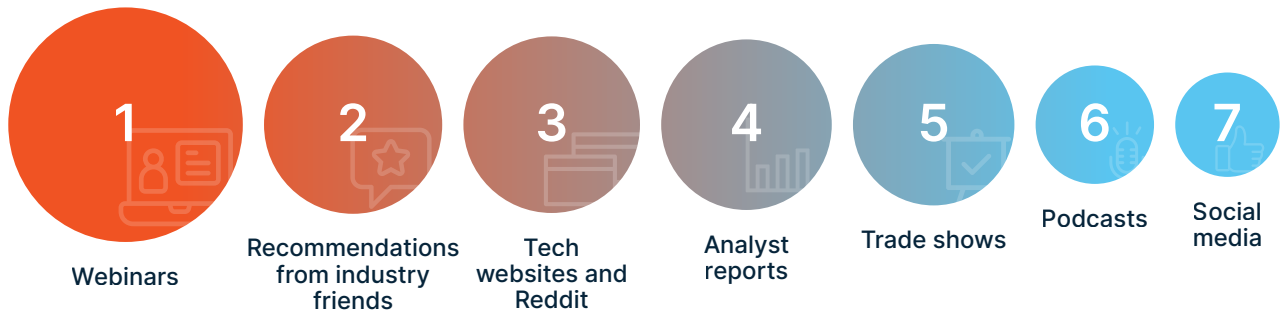 1
2
3
4
5
6
7
Webinars
Recommendations
from industry
friends
Tech
websites and
Reddit
Analyst
reports
Trade shows
Podcasts
Social
media